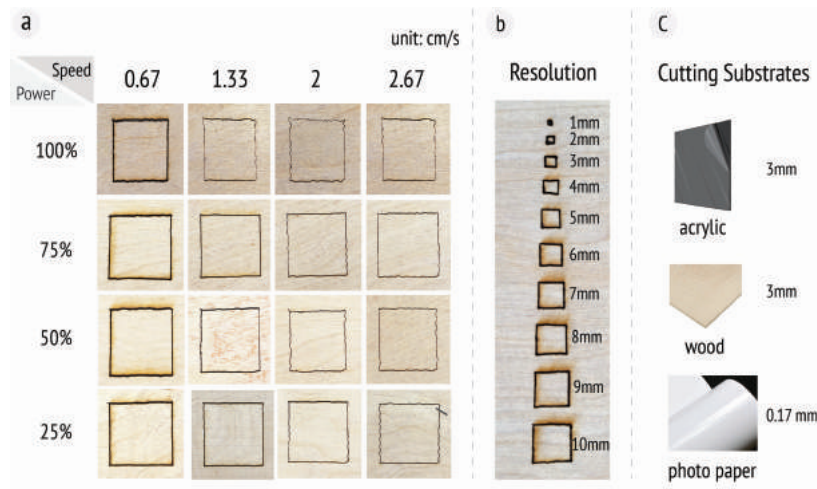 a
unit: cm/s
Speed
Power
0.67 1.33 2 2.67
100%
75%
50%
25%
b
Resolution
1mm
2mm
3mm
4mm
5mm
6mm
7mm
8mm
9mm
10mm
C
Cutting Substrates
3mm
acrylic
3mm
wood
0.17 mm
photo paper